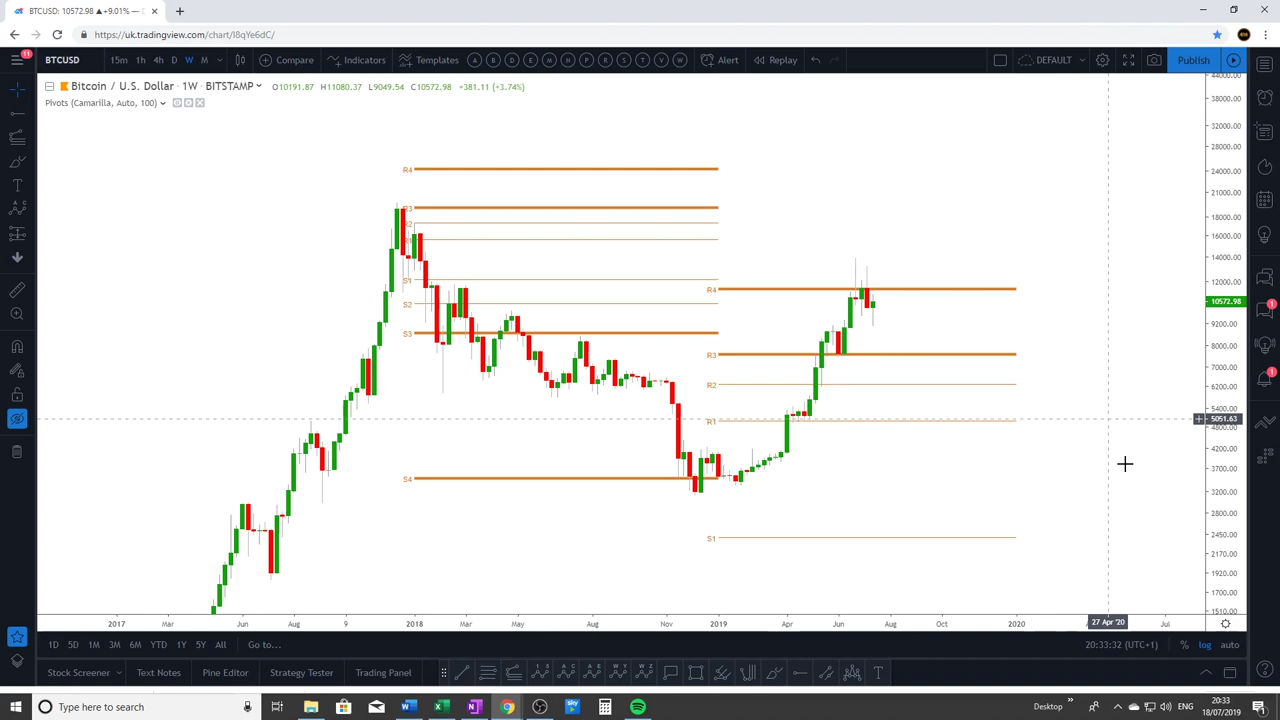 BTCUSD: 10572.98 ▲+9.01% —
https://uk.tradingview.com/chart/I8qYe6dC/
11
BTCUSD 15m 1h 4h D W M Compare Indicators Templates A B D E M H P R S T V W Alert Replay DEFAULT Publish
Bitcoin / U.S. Dollar · 1W · BITSTAMP O10191.87 H11080.37 L9049.54 C10572.98 +381.11 (+3.74%)
Pivots (Camarilla, Auto, 100)
44000.00
38000.00
32000.00
28000.00
R4
24000.00
21000.00
R3
18000.00
R2
16000.00
R1
14000.00
S1
12000.00
R4
S2
10572.98
1
9200.00
S3
8000.00
R3
7000.00
R2
6200.00
1
5400.00
5051.63
R1
4800.00
4200.00
3700.00
S4
3200.00
2800.00
2450.00
S1
2170.00
1920.00
1700.00
1510.00
2017 Mar Jun Aug 9 2018 Mar May Aug Nov 2019 Apr Jun Aug Oct 2020 27 Apr '20 Jul
1D 5D 1M 3M 6M YTD 1Y 5Y All Go to... 20:33:32 (UTC+1) % log auto
Stock Screener Text Notes Pine Editor Strategy Tester Trading Panel
Type here to search Desktop » ENG 20:33
18/07/2019